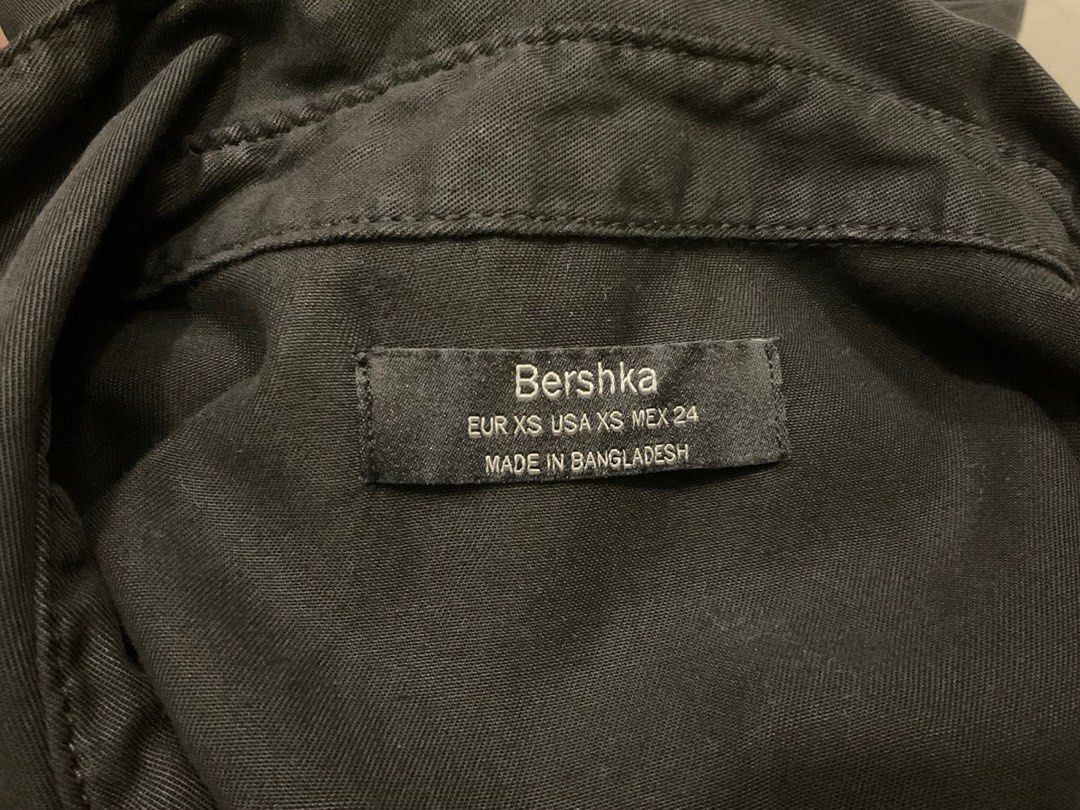 Bershka
EUR XS USA XS MEX 24
MADE IN BANGLADESH